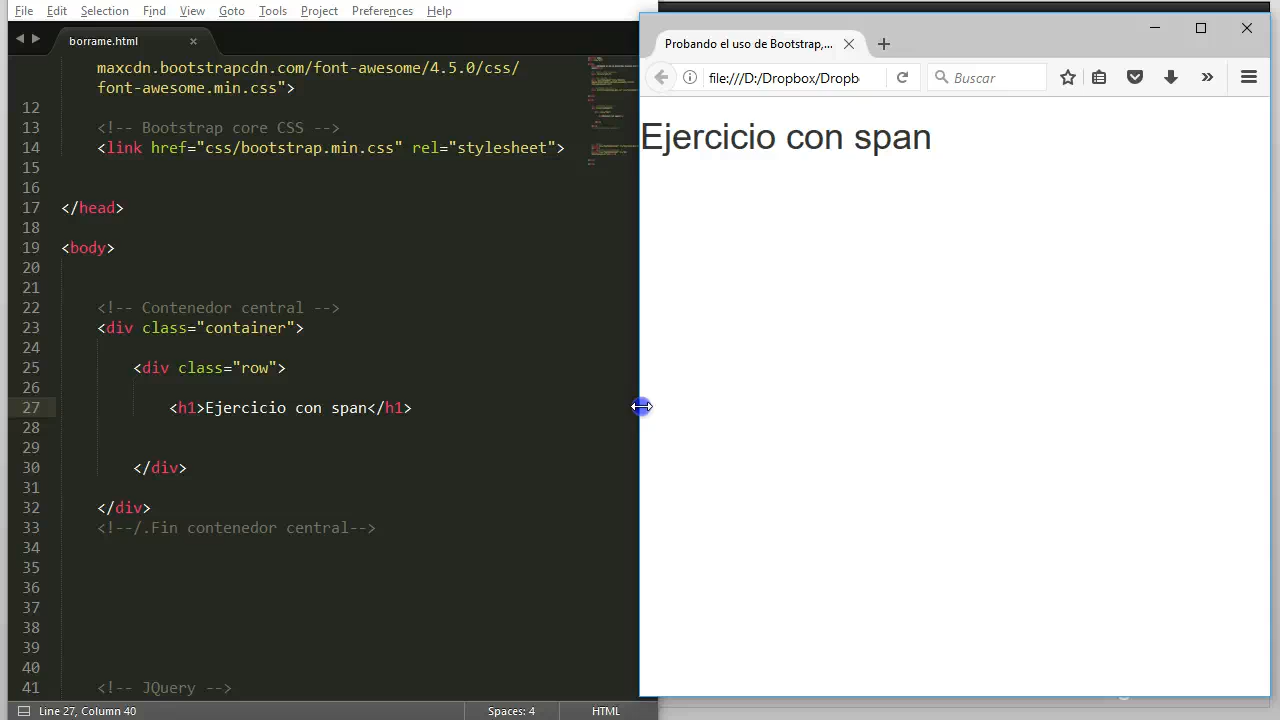 File Edit Selection Find View Goto Tools Project Preferences Help
borrame.html
maxcdn.bootstrapcdn.com/font-awesome/4.5.0/css/
font-awesome.min.css">
12
13 <!-- Bootstrap core CSS -->
14 <link href="css/bootstrap.min.css" rel="stylesheet">
15
16
17 </head>
18
19 <body>
20
21
22 <!-- Contenedor central -->
23 <div class="container">
24
25 <div class="row">
26
27 <h1>Ejercicio con span</h1>
28
29
30 </div>
31
32 </div>
33 <!--/.Fin contenedor central-->
34
35
36
37
38
39
40
41 <!-- JQuery -->
Line 27, Column 40 Spaces: 4 HTML
Probando el uso de Bootstrap,...
file:///D:/Dropbox/Dropb
Buscar
Ejercicio con span